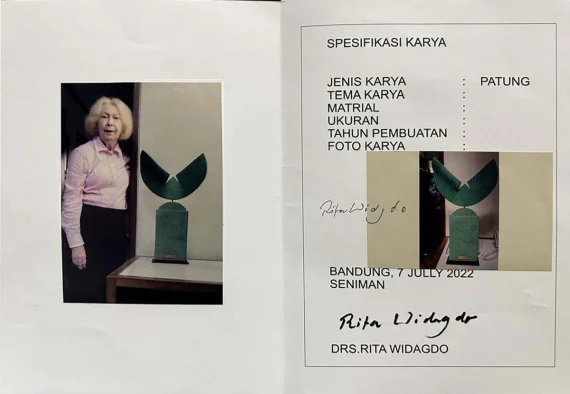 SPESIFIKASI KARYA
JENIS KARYA : PATUNG
TEMA KARYA :
MATRIAL :
UKURAN :
TAHUN PEMBUATAN :
FOTO KARYA :
Rita Widagdo
BANDUNG, 7 JULLY 2022
SENIMAN
Rita Widagdo
DRS.RITA WIDAGDO